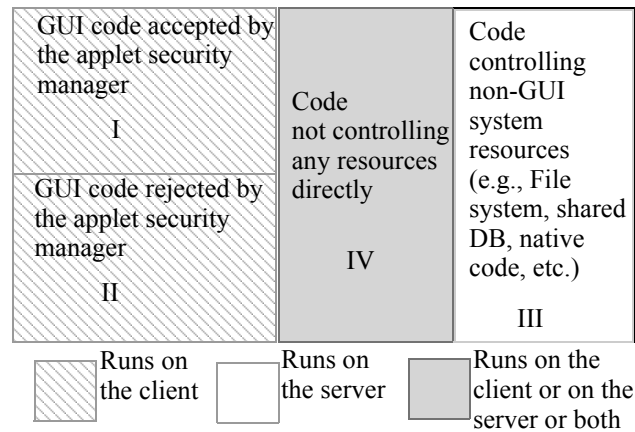 GUI code accepted by
the applet security
manager
I
GUI code rejected by
the applet security
manager
II
Code
not controlling
any resources
directly
IV
Code
controlling
non-GUI
system
resources
(e.g., File
system, shared
DB, native
code, etc.)
III
Runs on
the client
Runs on
the server
Runs on the
client or on the
server or both